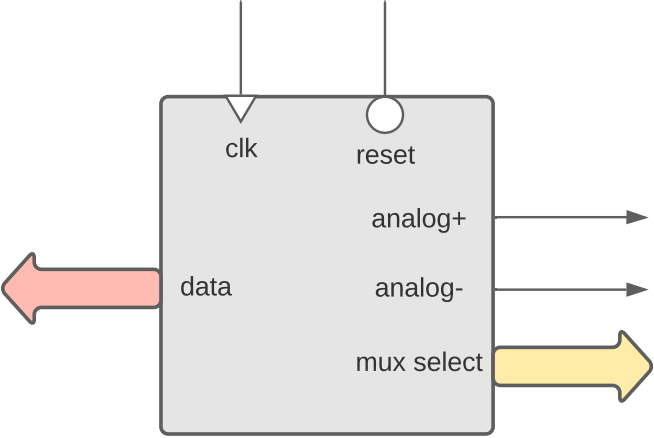 clk
reset
analog+
data
analog-
mux select